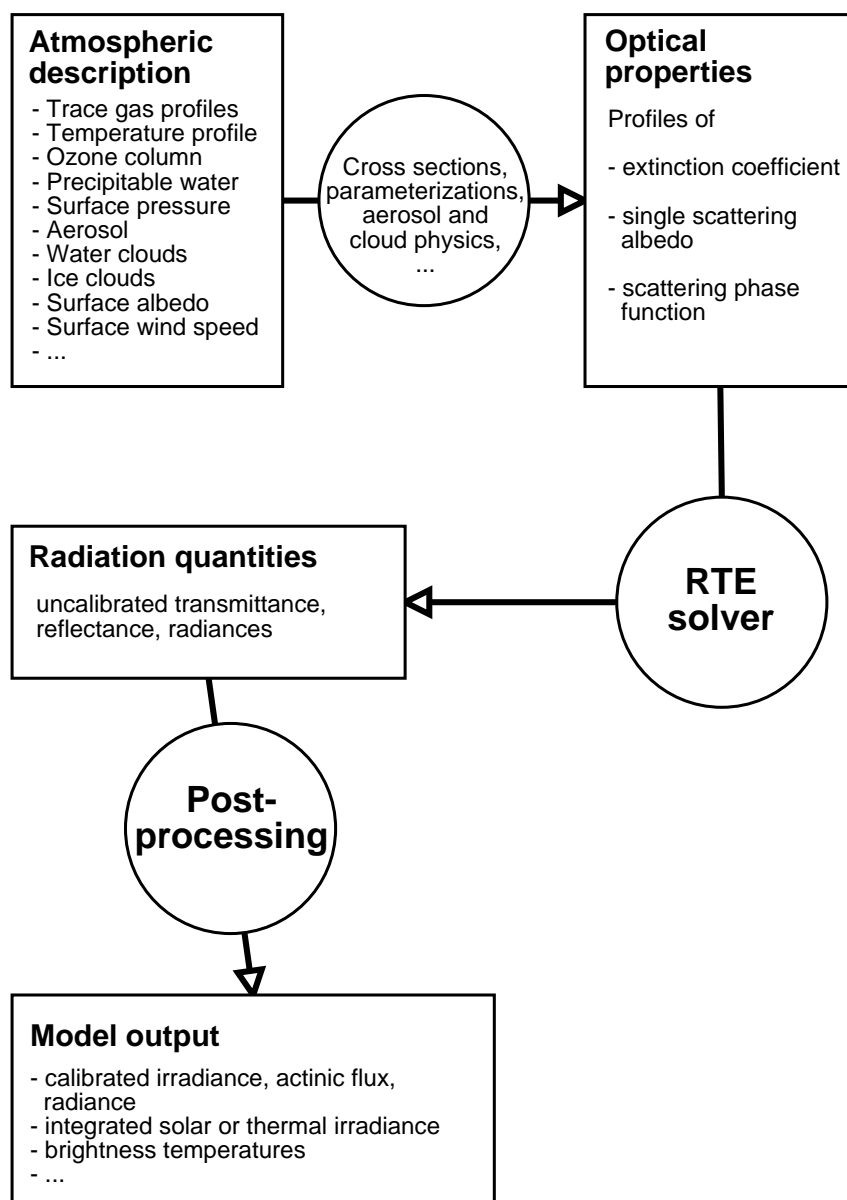 Atmospheric
description
- Trace gas profiles
- Temperature profile
- Ozone column
- Precipitable water
- Surface pressure
- Aerosol
- Water clouds
- Ice clouds
- Surface albedo
- Surface wind speed
- ...
Cross sections,
parameterizations,
aerosol and
cloud physics,
...
Optical
properties
Profiles of
- extinction coefficient
- single scattering
albedo
- scattering phase
function
RTE
solver
Radiation quantities
uncalibrated transmittance,
reflectance, radiances
Post-
processing
Model output
- calibrated irradiance, actinic flux,
radiance
- integrated solar or thermal irradiance
- brightness temperatures
- ...